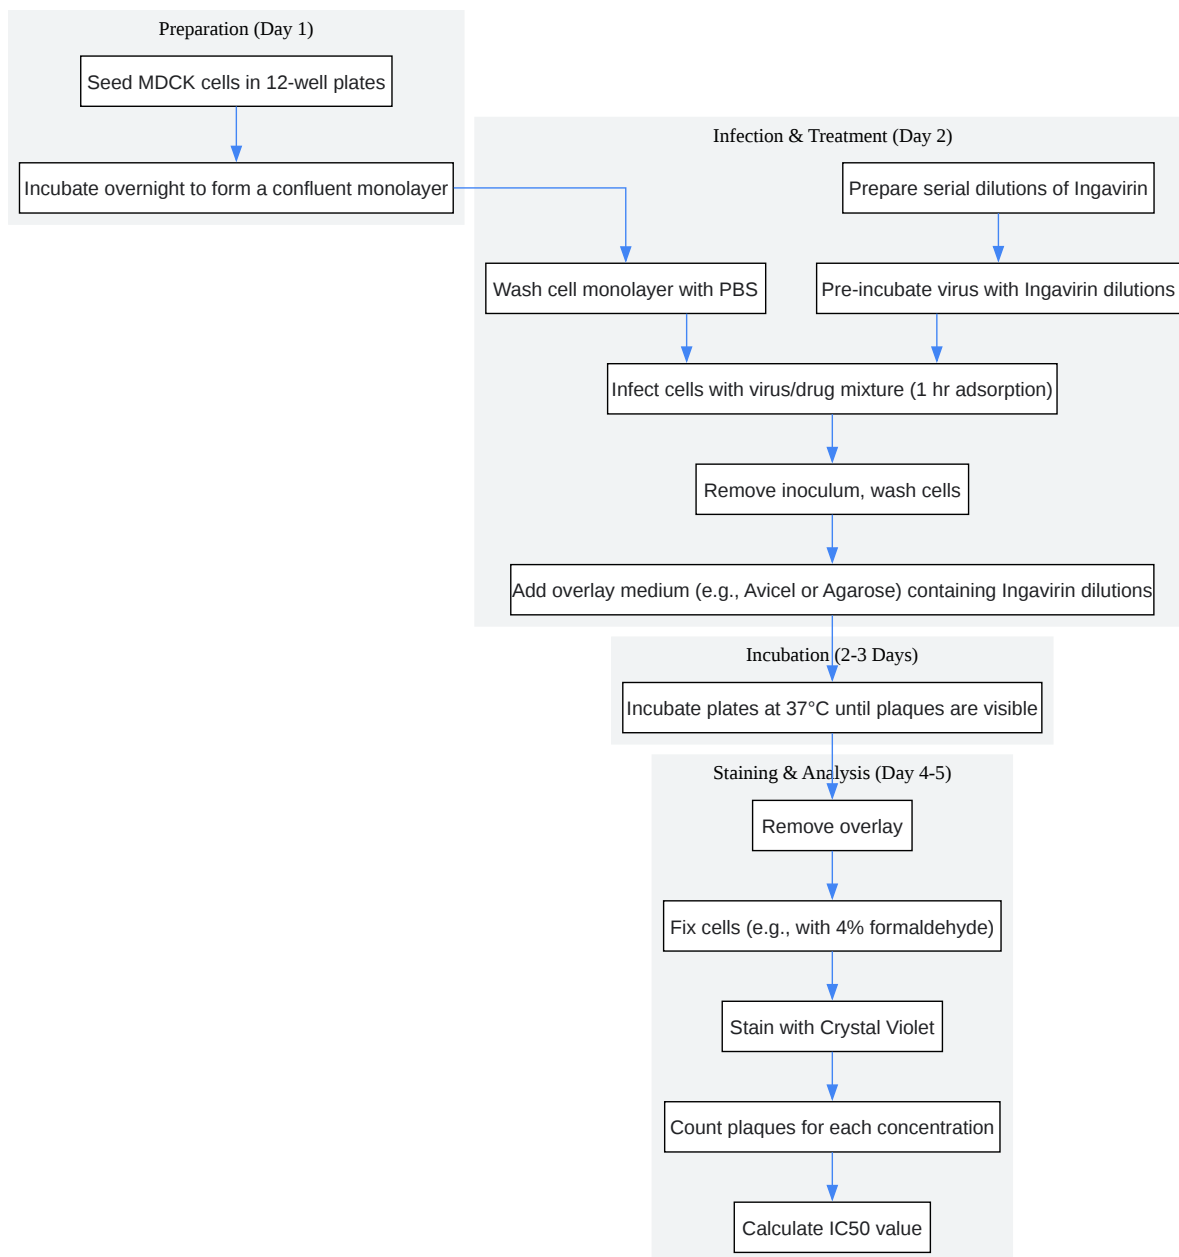 Preparation (Day 1)
Seed MDCK cells in 12-well plates
Incubate overnight to form a confluent monolayer
Infection & Treatment (Day 2)
Prepare serial dilutions of Ingavirin
Wash cell monolayer with PBS
Pre-incubate virus with Ingavirin dilutions
Infect cells with virus/drug mixture (1 hr adsorption)
Remove inoculum, wash cells
Add overlay medium (e.g., Avicel or Agarose) containing Ingavirin dilutions
Incubation (2-3 Days)
Incubate plates at 37°C until plaques are visible
Staining & Analysis (Day 4-5)
Remove overlay
Fix cells (e.g., with 4% formaldehyde)
Stain with Crystal Violet
Count plaques for each concentration
Calculate IC50 value